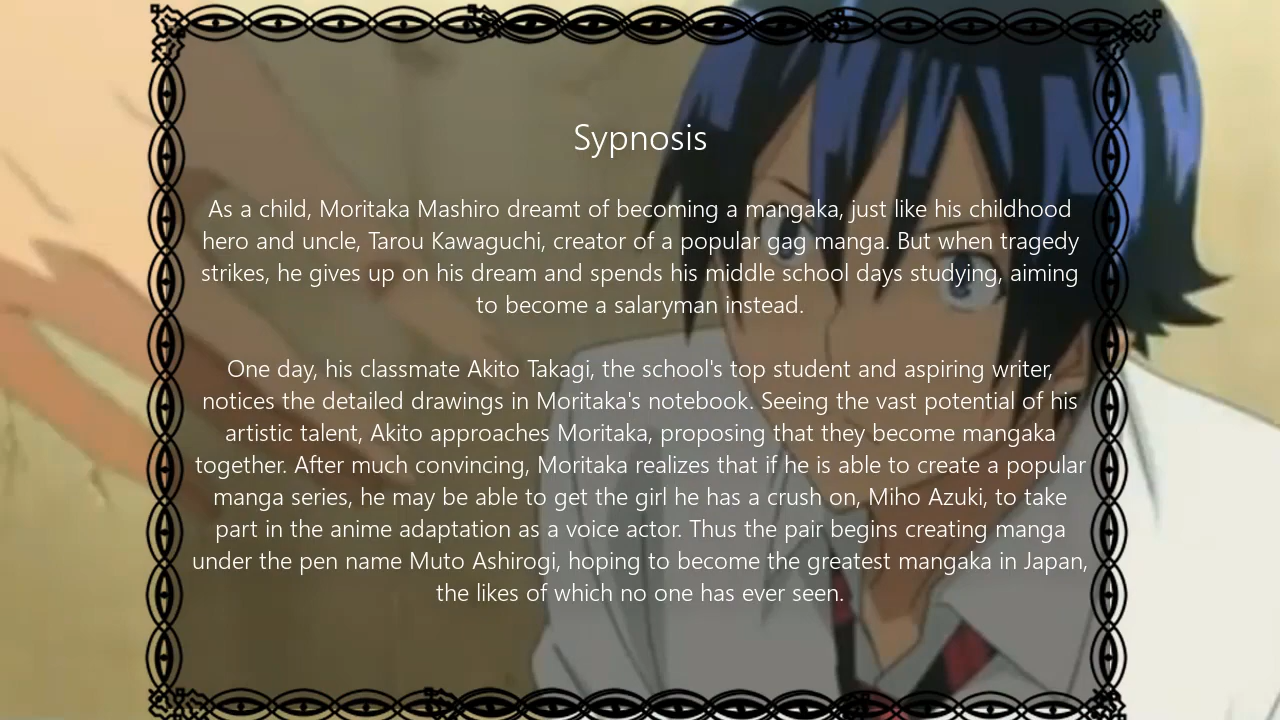 Sypnosis
As a child, Moritaka Mashiro dreamt of becoming a mangaka, just like his childhood
hero and uncle, Tarou Kawaguchi, creator of a popular gag manga. But when tragedy
strikes, he gives up on his dream and spends his middle school days studying, aiming
to become a salaryman instead.
One day, his classmate Akito Takagi, the school's top student and aspiring writer,
notices the detailed drawings in Moritaka's notebook. Seeing the vast potential of his
artistic talent, Akito approaches Moritaka, proposing that they become mangaka
together. After much convincing, Moritaka realizes that if he is able to create a popular
manga series, he may be able to get the girl he has a crush on, Miho Azuki, to take
part in the anime adaptation as a voice actor. Thus the pair begins creating manga
under the pen name Muto Ashirogi, hoping to become the greatest mangaka in Japan,
the likes of which no one has ever seen.